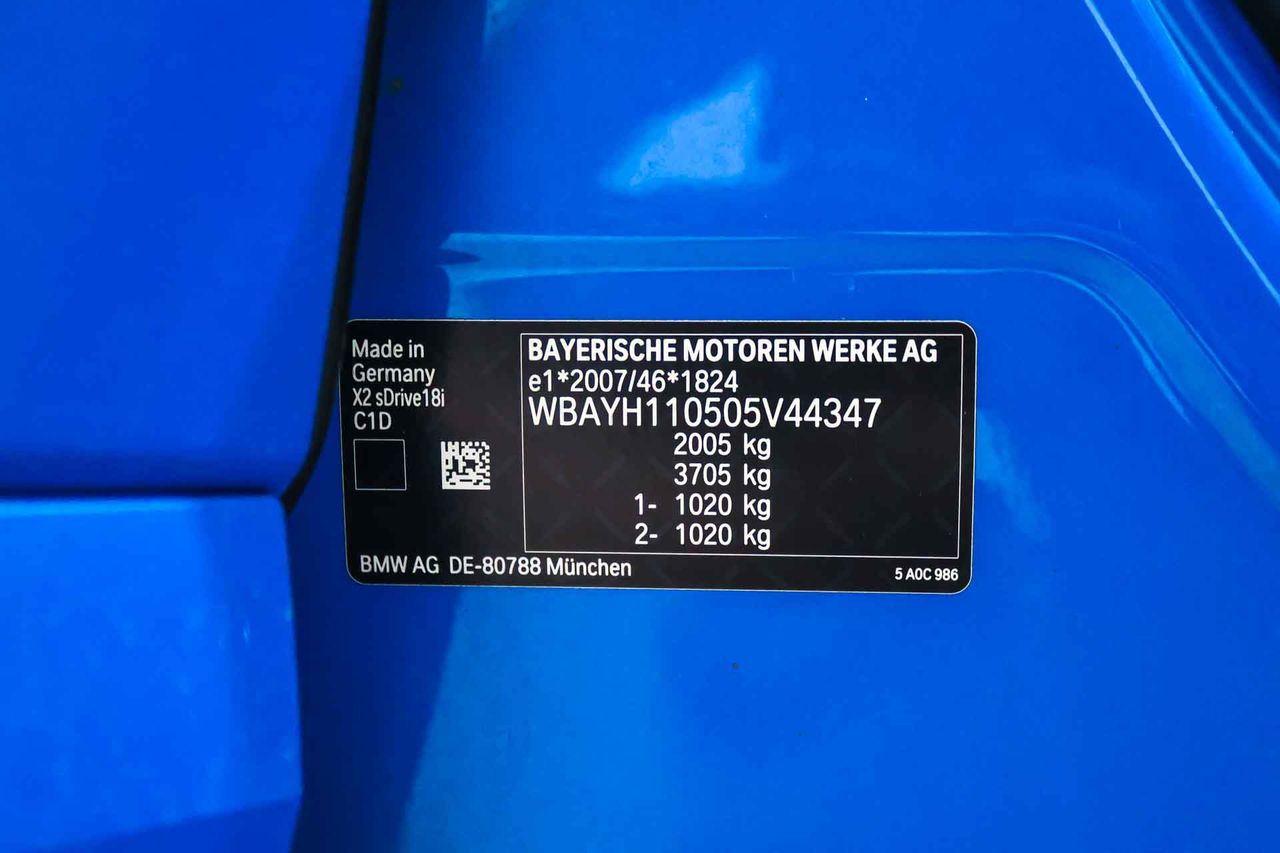 Made in
Germany
X2 sDrive18i
C1D
BAYERISCHE MOTOREN WERKE AG
e1*2007/46*1824
WBAYH110505V44347
2005 kg
3705 kg
1- 1020 kg
2- 1020 kg
BMW AG DE-80788 München
5 A0C 986